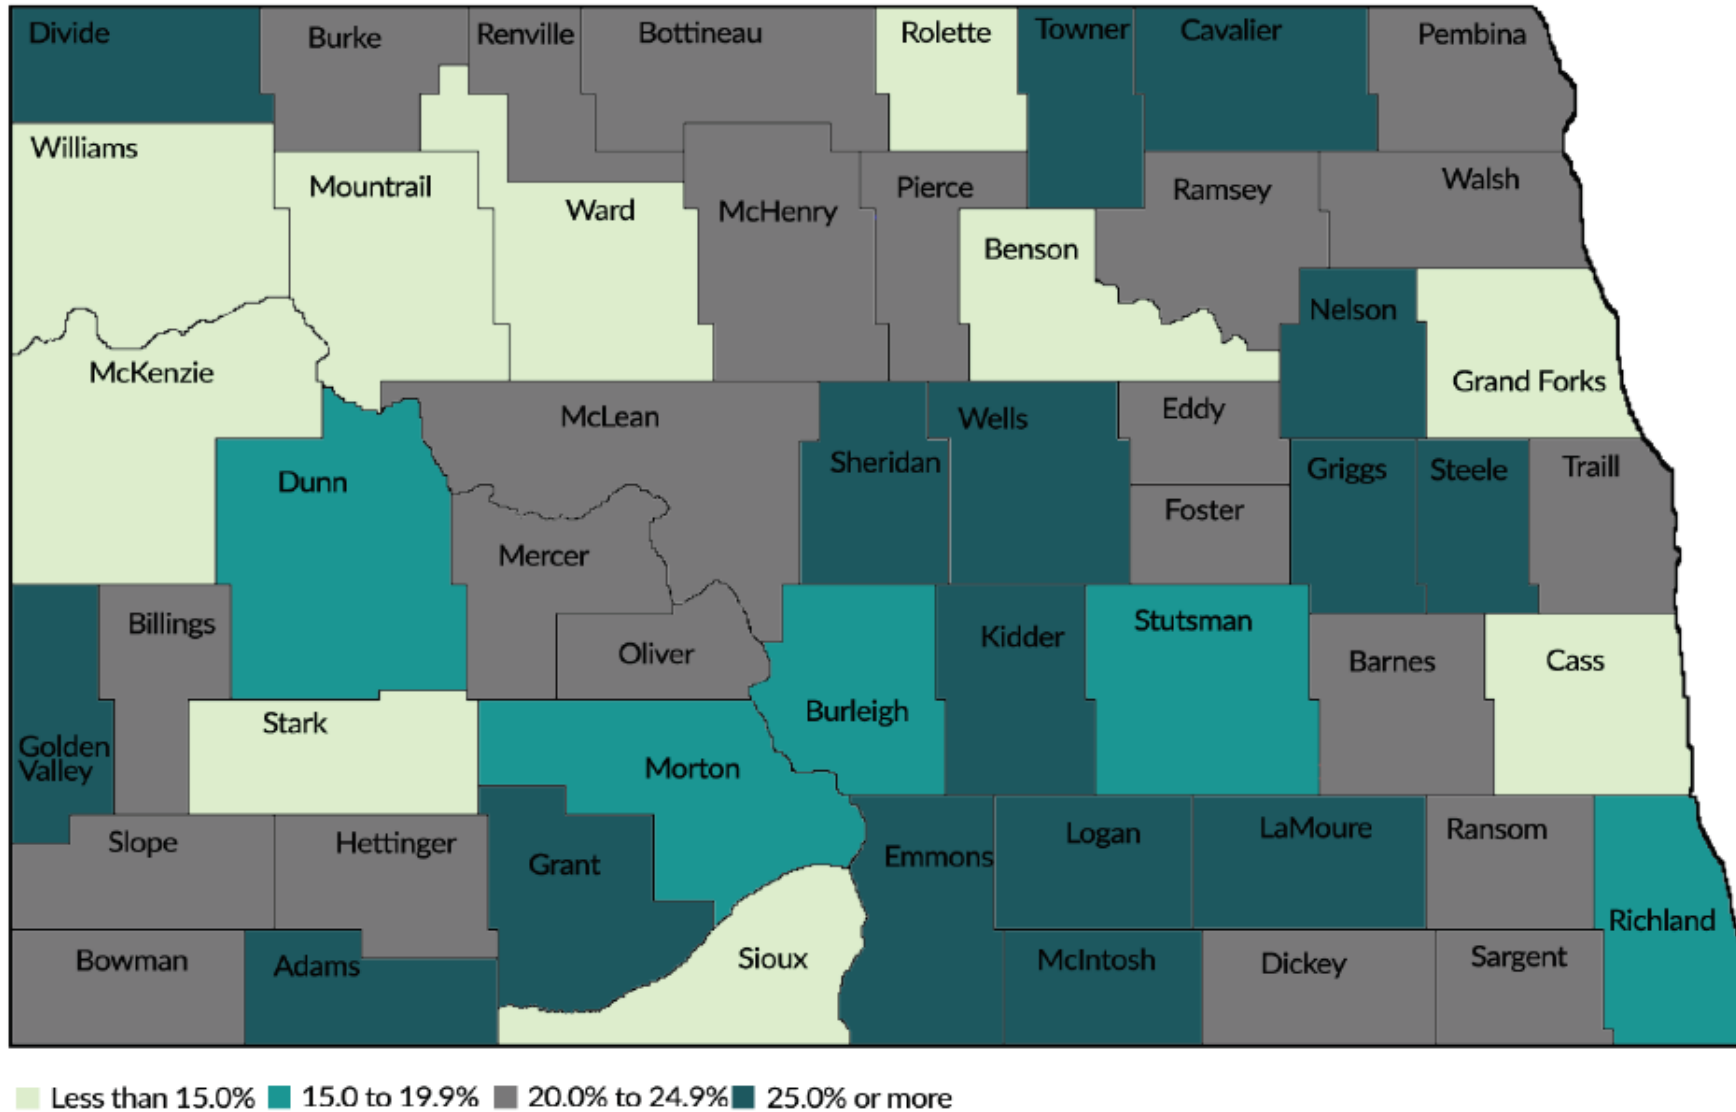 Divide
Burke
Renville
Bottineau
Rolette
Towner
Cavalier
Pembina
Williams
Mountrail
Ward
McHenry
Pierce
Benson
Ramsey
Walsh
Nelson
Grand Forks
McKenzie
McLean
Sheridan
Wells
Eddy
Griggs
Steele
Traill
Dunn
Foster
Mercer
Billings
Oliver
Kidder
Stutsman
Barnes
Cass
Golden
Valley
Stark
Burleigh
Morton
Slope
Hettinger
Grant
Emmons
Logan
LaMoure
Ransom
Richland
Bowman
Adams
Sioux
McIntosh
Dickey
Sargent
Less than 15.0% 15.0 to 19.9% 20.0% to 24.9% 25.0% or more